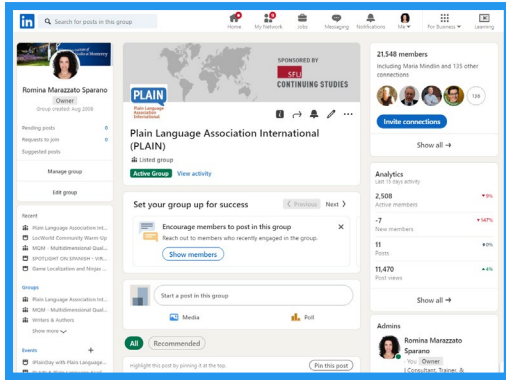 in
Search for posts in this group
Home
My Network
Jobs
Messaging
Notifications
Me
For Business
Learning
Romina Marazzato Sparano
Owner
Group created: Aug 2008
Pending posts 0
Requests to join 0
Suggested posts
Manage group
Edit group
Recent
Plain Language Association Int...
LocWorld Community Warm-Up
MQM - Multidimensional Qual...
SPOTLIGHT ON SPANISH - VIR...
Game Localization and Ninjas ...
Groups
Plain Language Association Int...
MQM - Multidimensional Qual...
Writers & Authors
Show more
Events +
SPONSORED BY
SFU
CONTINUING STUDIES
PLAIN
Plain Language
Association
International
Plain Language Association International
(PLAIN)
Listed group
Active Group View activity
Set your group up for success
Previous Next
Encourage members to post in this group
Reach out to members who recently engaged in the group.
Show members
Start a post in this group
Media
Poll
All Recommended
Highlight this post by pinning it at the top.
Pin this post
21,548 members
Including Maria Mindlin and 135 other
connections
Invite connections
Show all →
Analytics
Last 15 days activity
2,508
Active members
-7
▼147%
New members
11
Posts
11,470
Post views
Show all →
Admins
Romina Marazzato
Sparano
You Owner